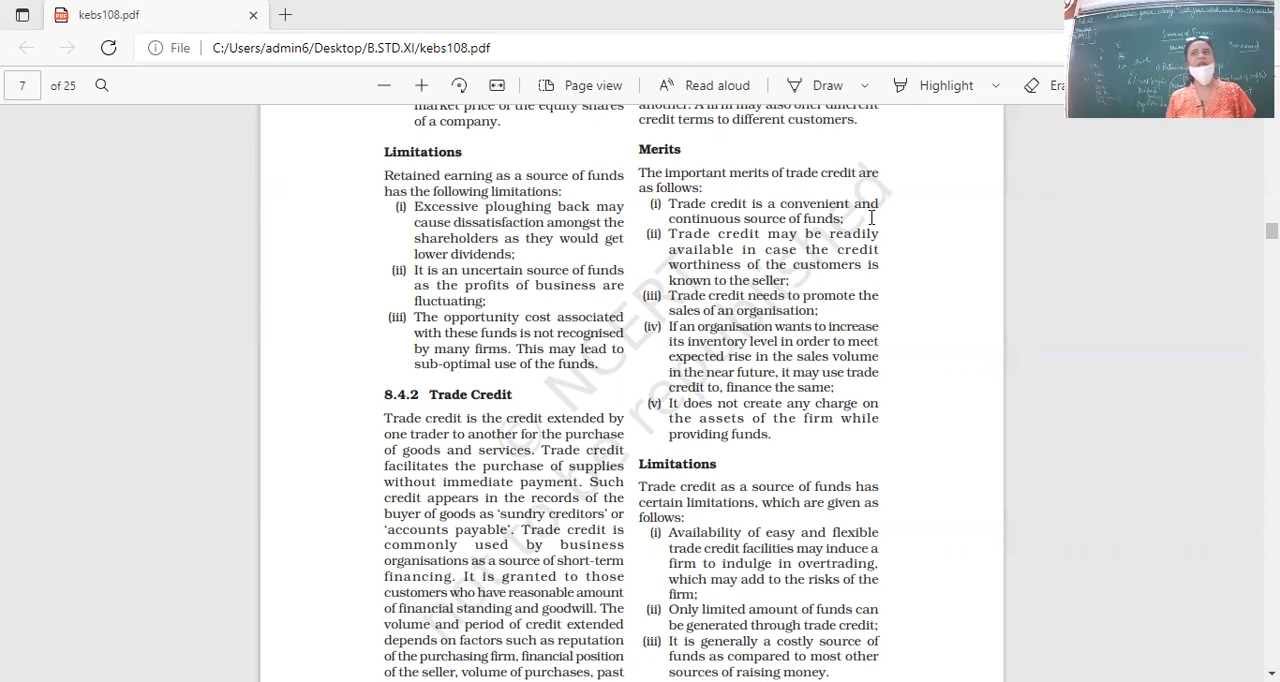 kebs108.pdf
File C:/Users/admin6/Desktop/B.STD.XI/kebs108.pdf
7 of 25 Page view Read aloud Draw Highlight Era
market price of the equity shares
of a company.
Limitations
Retained earning as a source of funds
has the following limitations:
(i) Excessive ploughing back may
cause dissatisfaction amongst the
shareholders as they would get
lower dividends;
(ii) It is an uncertain source of funds
as the profits of business are
fluctuating;
(iii) The opportunity cost associated
with these funds is not recognised
by many firms. This may lead to
sub-optimal use of the funds.
8.4.2 Trade Credit
Trade credit is the credit extended by
one trader to another for the purchase
of goods and services. Trade credit
facilitates the purchase of supplies
without immediate payment. Such
credit appears in the records of the
buyer of goods as ‘sundry creditors’ or
‘accounts payable’. Trade credit is
commonly used by business
organisations as a source of short-term
financing. It is granted to those
customers who have reasonable amount
of financial standing and goodwill. The
volume and period of credit extended
depends on factors such as reputation
of the purchasing firm, financial position
of the seller, volume of purchases, past
another. A firm may also offer different
credit terms to different customers.
Merits
The important merits of trade credit are
as follows:
(i) Trade credit is a convenient and
continuous source of funds;
(ii) Trade credit may be readily
available in case the credit
worthiness of the customers is
known to the seller;
(iii) Trade credit needs to promote the
sales of an organisation;
(iv) If an organisation wants to increase
its inventory level in order to meet
expected rise in the sales volume
in the near future, it may use trade
credit to, finance the same;
(v) It does not create any charge on
the assets of the firm while
providing funds.
Limitations
Trade credit as a source of funds has
certain limitations, which are given as
follows:
(i) Availability of easy and flexible
trade credit facilities may induce a
firm to indulge in overtrading,
which may add to the risks of the
firm;
(ii) Only limited amount of funds can
be generated through trade credit;
(iii) It is generally a costly source of
funds as compared to most other
sources of raising money.
© NCERT
not to be republished
Sources of Finance